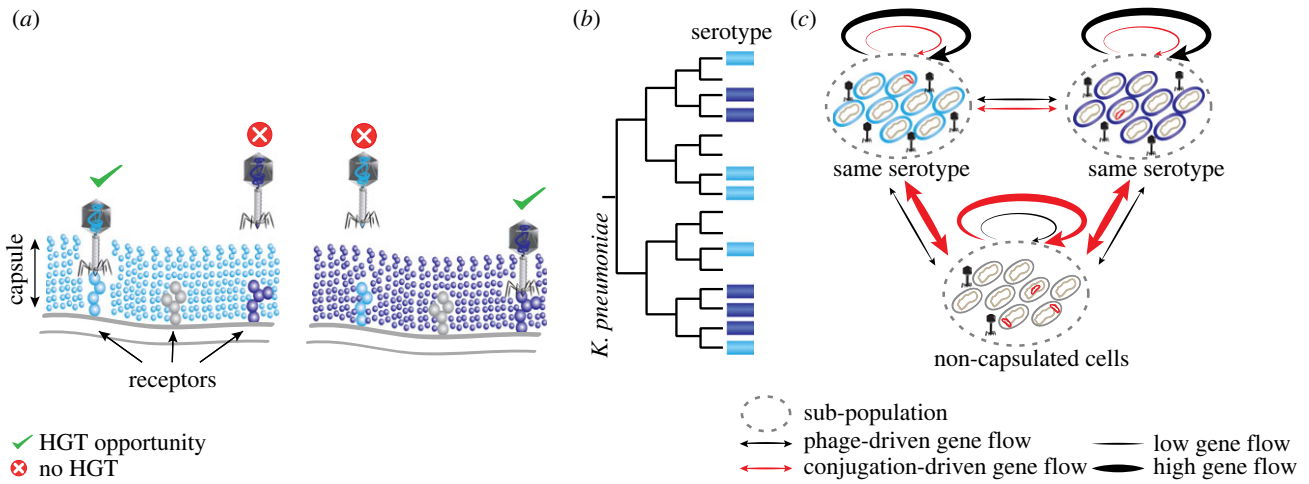 (a)
capsule
receptors
HGT opportunity
no HGT
(b)
serotype
K. pneumoniae
(c)
same serotype
same serotype
non-capsulated cells
sub-population
phage-driven gene flow
conjugation-driven gene flow
low gene flow
high gene flow